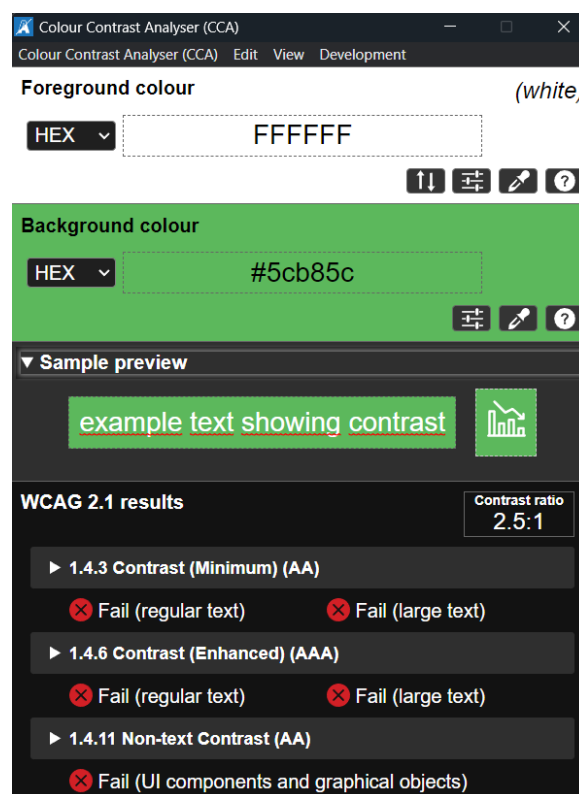 Colour Contrast Analyser (CCA)
Colour Contrast Analyser (CCA) Edit View Development
Foreground colour (white)
HEX FFFFFF
Background colour
HEX #5cb85c
▼ Sample preview
example text showing contrast
WCAG 2.1 results
Contrast ratio
2.5:1
▶ 1.4.3 Contrast (Minimum) (AA)
Fail (regular text) Fail (large text)
▶ 1.4.6 Contrast (Enhanced) (AAA)
Fail (regular text) Fail (large text)
▶ 1.4.11 Non-text Contrast (AA)
Fail (UI components and graphical objects)